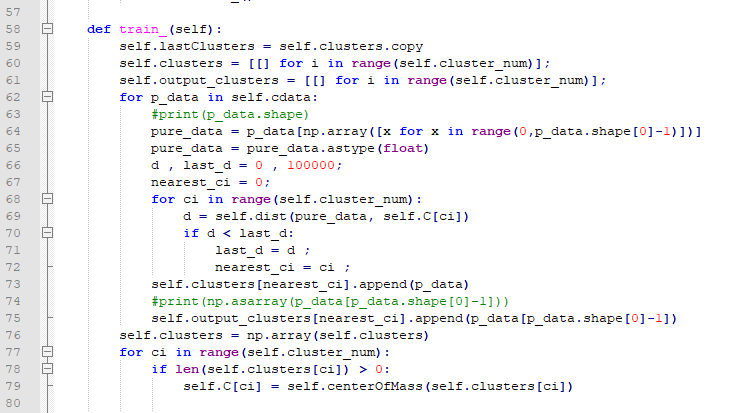 57
58 def train_(self):
59 self.lastClusters = self.clusters.copy
60 self.clusters = [[] for i in range(self.cluster_num)];
61 self.output_clusters = [[] for i in range(self.cluster_num)];
62 for p_data in self.cdata:
63 #print(p_data.shape)
64 pure_data = p_data[np.array([x for x in range(0,p_data.shape[0]-1)])]
65 pure_data = pure_data.astype(float)
66 d , last_d = 0 , 100000;
67 nearest_ci = 0;
68 for ci in range(self.cluster_num):
69 d = self.dist(pure_data, self.C[ci])
70 if d < last_d:
71 last_d = d ;
72 nearest_ci = ci ;
73 self.clusters[nearest_ci].append(p_data)
74 #print(np.asarray(p_data[p_data.shape[0]-1]))
75 self.output_clusters[nearest_ci].append(p_data[p_data.shape[0]-1])
76 self.clusters = np.array(self.clusters)
77 for ci in range(self.cluster_num):
78 if len(self.clusters[ci]) > 0:
79 self.C[ci] = self.centerOfMass(self.clusters[ci])
80